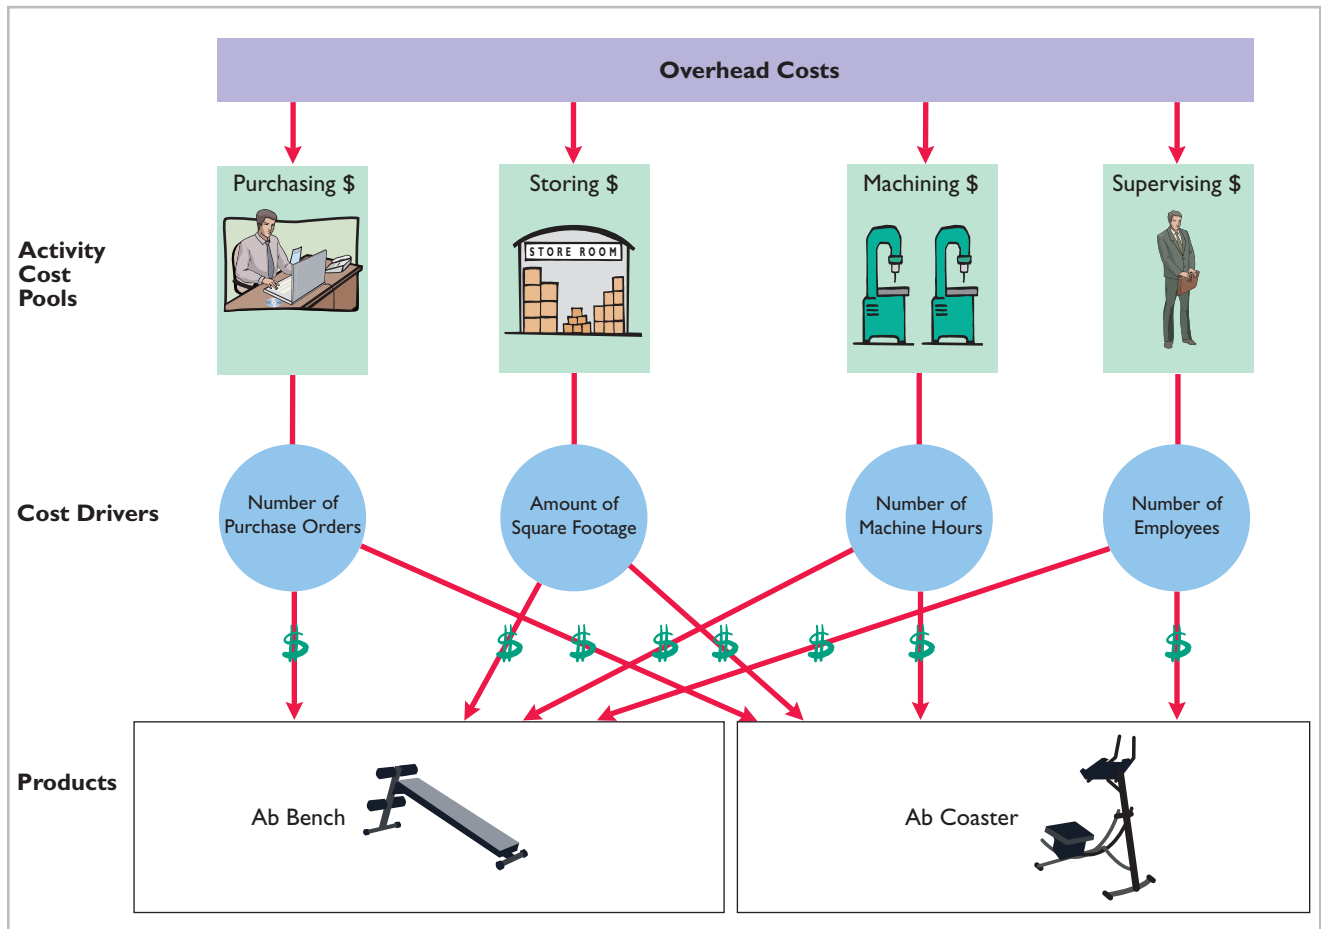 Overhead Costs
Purchasing $
Storing $
Machining $
Supervising $
STORE ROOM
Activity
Cost
Pools
Cost Drivers
Number of
Purchase Orders
Amount of
Square Footage
Number of
Machine Hours
Number of
Employees
$ $ $ $ $ $ $ $
Products
Ab Bench
Ab Coaster